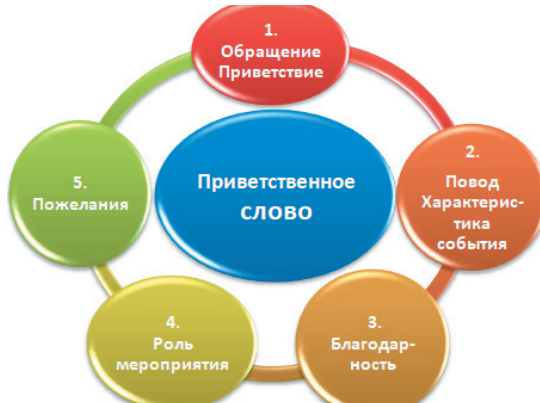 1.
Обращение
Приветствие
2.
Повод
Характерис-
тика
события
3.
Благодар-
ность
4.
Роль
мероприятия
5.
Пожелания
Приветственное
слово